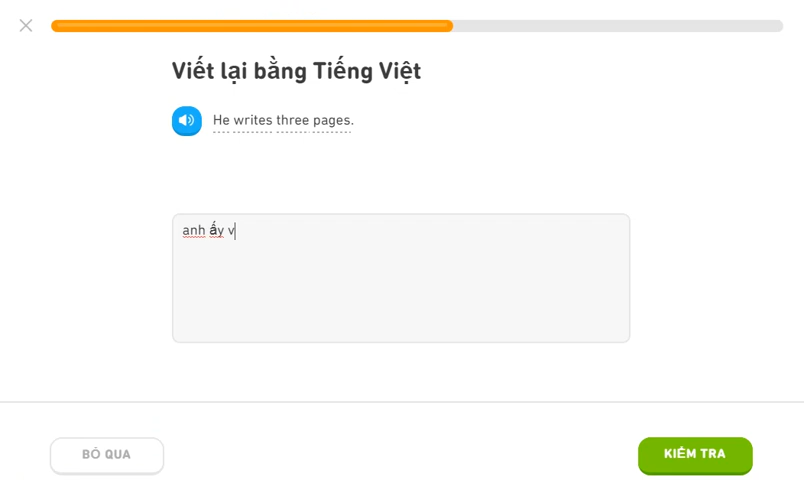 Viết lại bằng Tiếng Việt
He writes three pages.
anh ấy v
BỎ QUA
KIỂM TRA